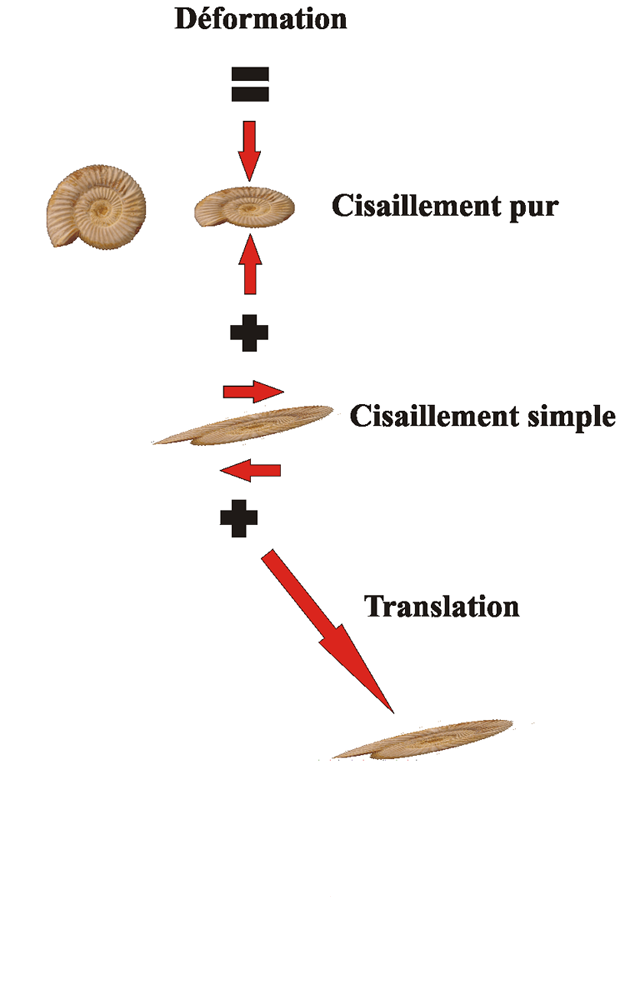 Déformation
=
Cisaillement pur
+
Cisaillement simple
+
Translation